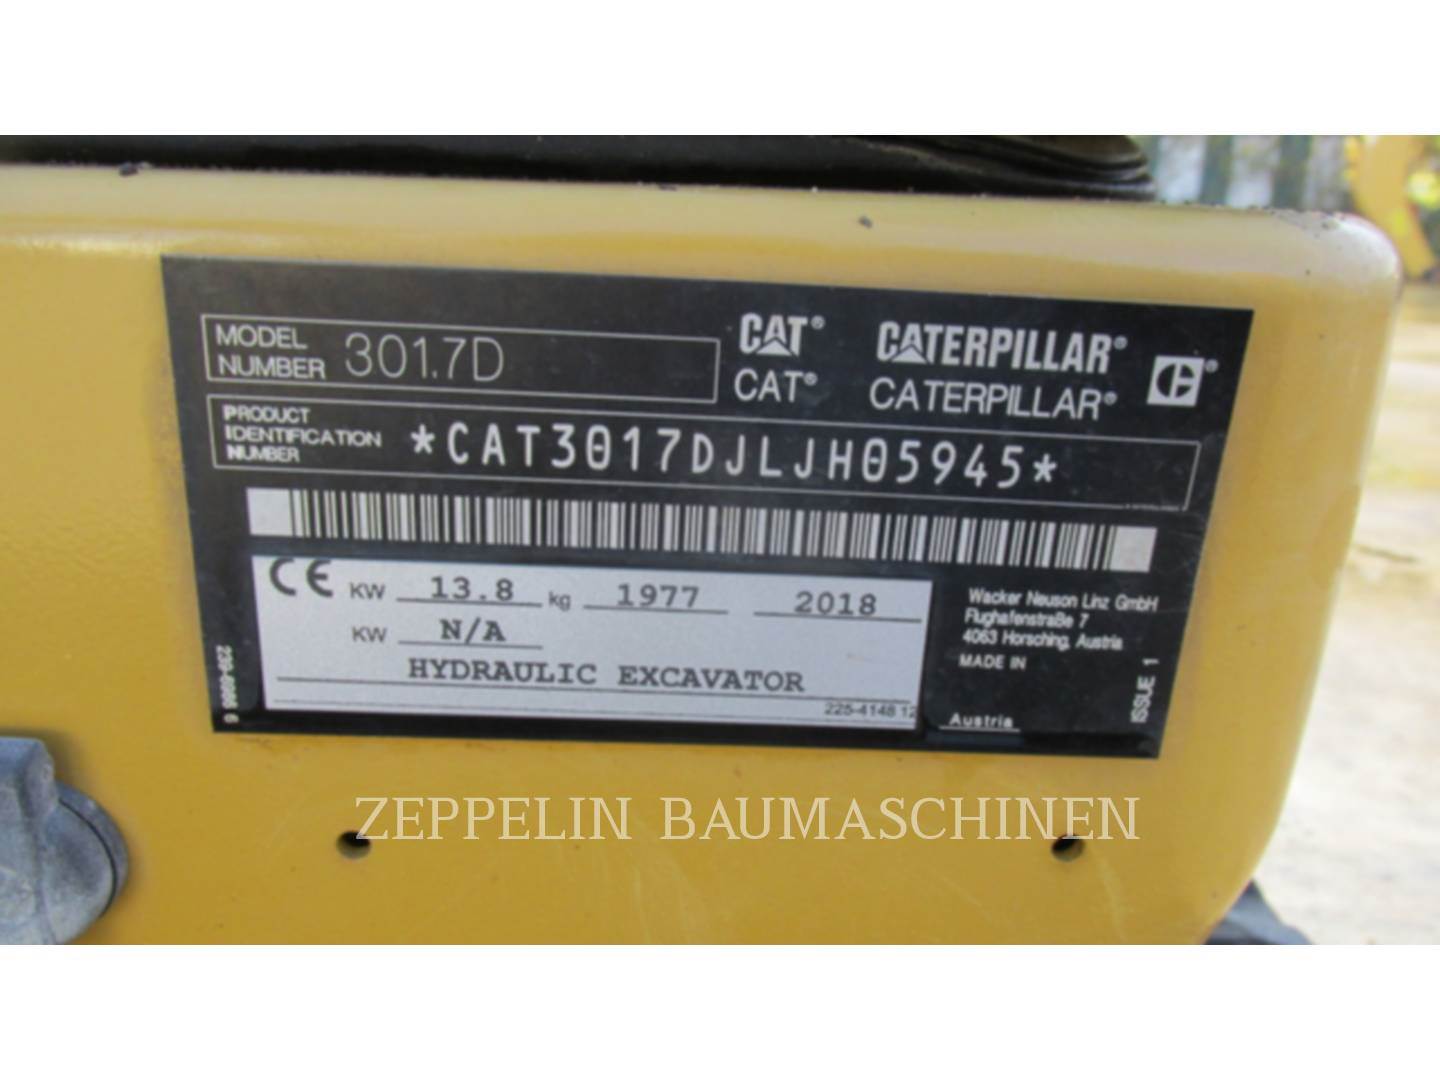 MODEL NUMBER 301.7D
CAT® CATERPILLAR®
CAT® CATERPILLAR®
PRODUCT IDENTIFICATION NUMBER *CAT3017DJLJH05945*
CE KW 13.8 kg 1977 2018
KW N/A
HYDRAULIC EXCAVATOR
225-4148 12
Wacker Neuson Linz GmbH
Flughafenstraße 7
4063 Horsching, Austria
MADE IN
Austria
ISSUE 1
ZEPPELIN BAUMASCHINEN